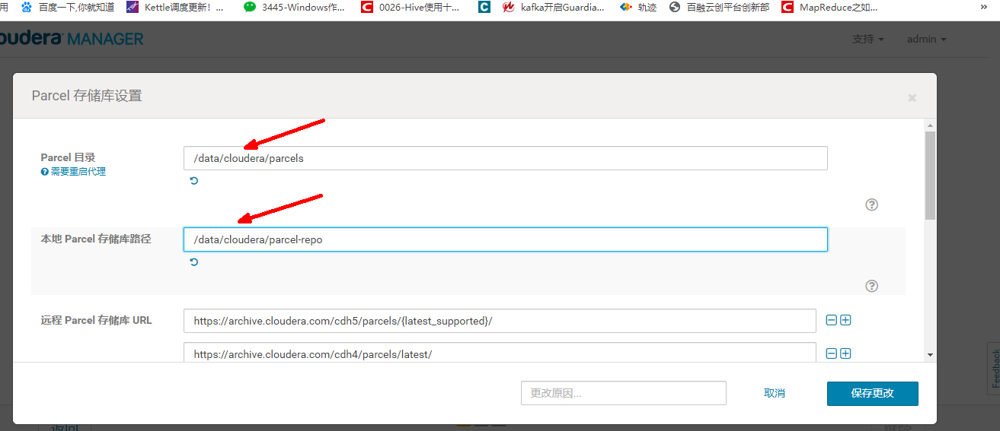 用 百度一下,你就知道 Kettle调度更新！... 3445-Windows作... 0026-Hive使用十... kafka开启Guardia... 轨迹 百融云创平台创新部 MapReduce之如... »
oudera MANAGER 支持 admin
Parcel 存储库设置 ×
Parcel 目录
/data/cloudera/parcels
需要重启代理
本地 Parcel 存储库路径
/data/cloudera/parcel-repo
远程 Parcel 存储库 URL
https://archive.cloudera.com/cdh5/parcels/{latest_supported}/
https://archive.cloudera.com/cdh4/parcels/latest/
Feedback
更改原因...
取消
保存更改
返回